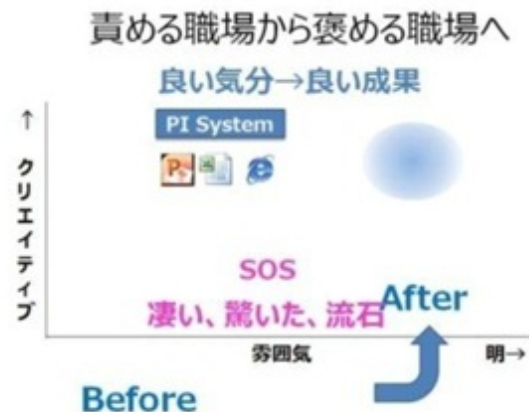 責める職場から褒める職場へ
良い気分→良い成果
PI System
↑
クリエイティブ
SOS
凄い、驚いた、流石
After
雰囲気
明→
Before